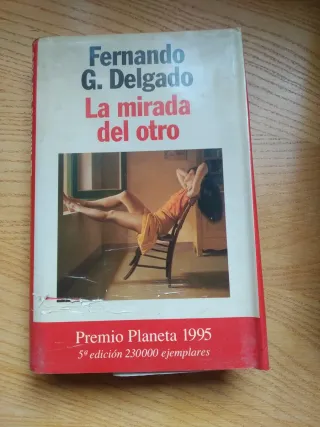 Fernando
G. Delgado
La mirada
del otro
Premio Planeta 1995
5ª edición 230000 ejemplares